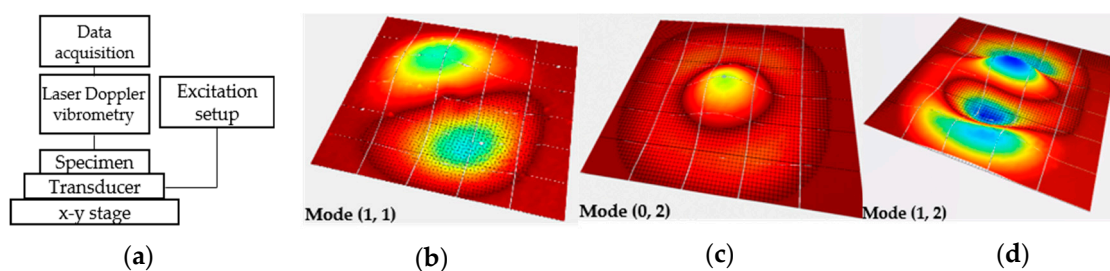 Data
acquisition
Laser Doppler
vibrometry
Excitation
setup
Specimen
Transducer
x-y stage
Mode (1, 1)
Mode (0, 2)
Mode (1, 2)
(a)
(b)
(c)
(d)